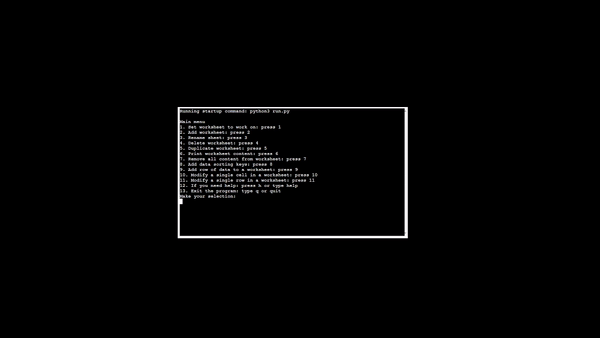 Running startup command: python3 run.py
Main menu
1. Set worksheet to work on: press 1
2. Add worksheet: press 2
3. Rename sheet: press 3
4. Delete worksheet: press 4
5. Duplicate worksheet: press 5
6. Print worksheet content: press 6
7. Remove all content from worksheet: press 7
8. Add data sorting keys: press 8
9. Add row of data to a worksheet: press 9
10. Modify a single cell in a worksheet: press 10
11. Modify a single row in a worksheet: press 11
12. If you need help: press h or type help
13. Exit the program: type q or quit
Make your selection: